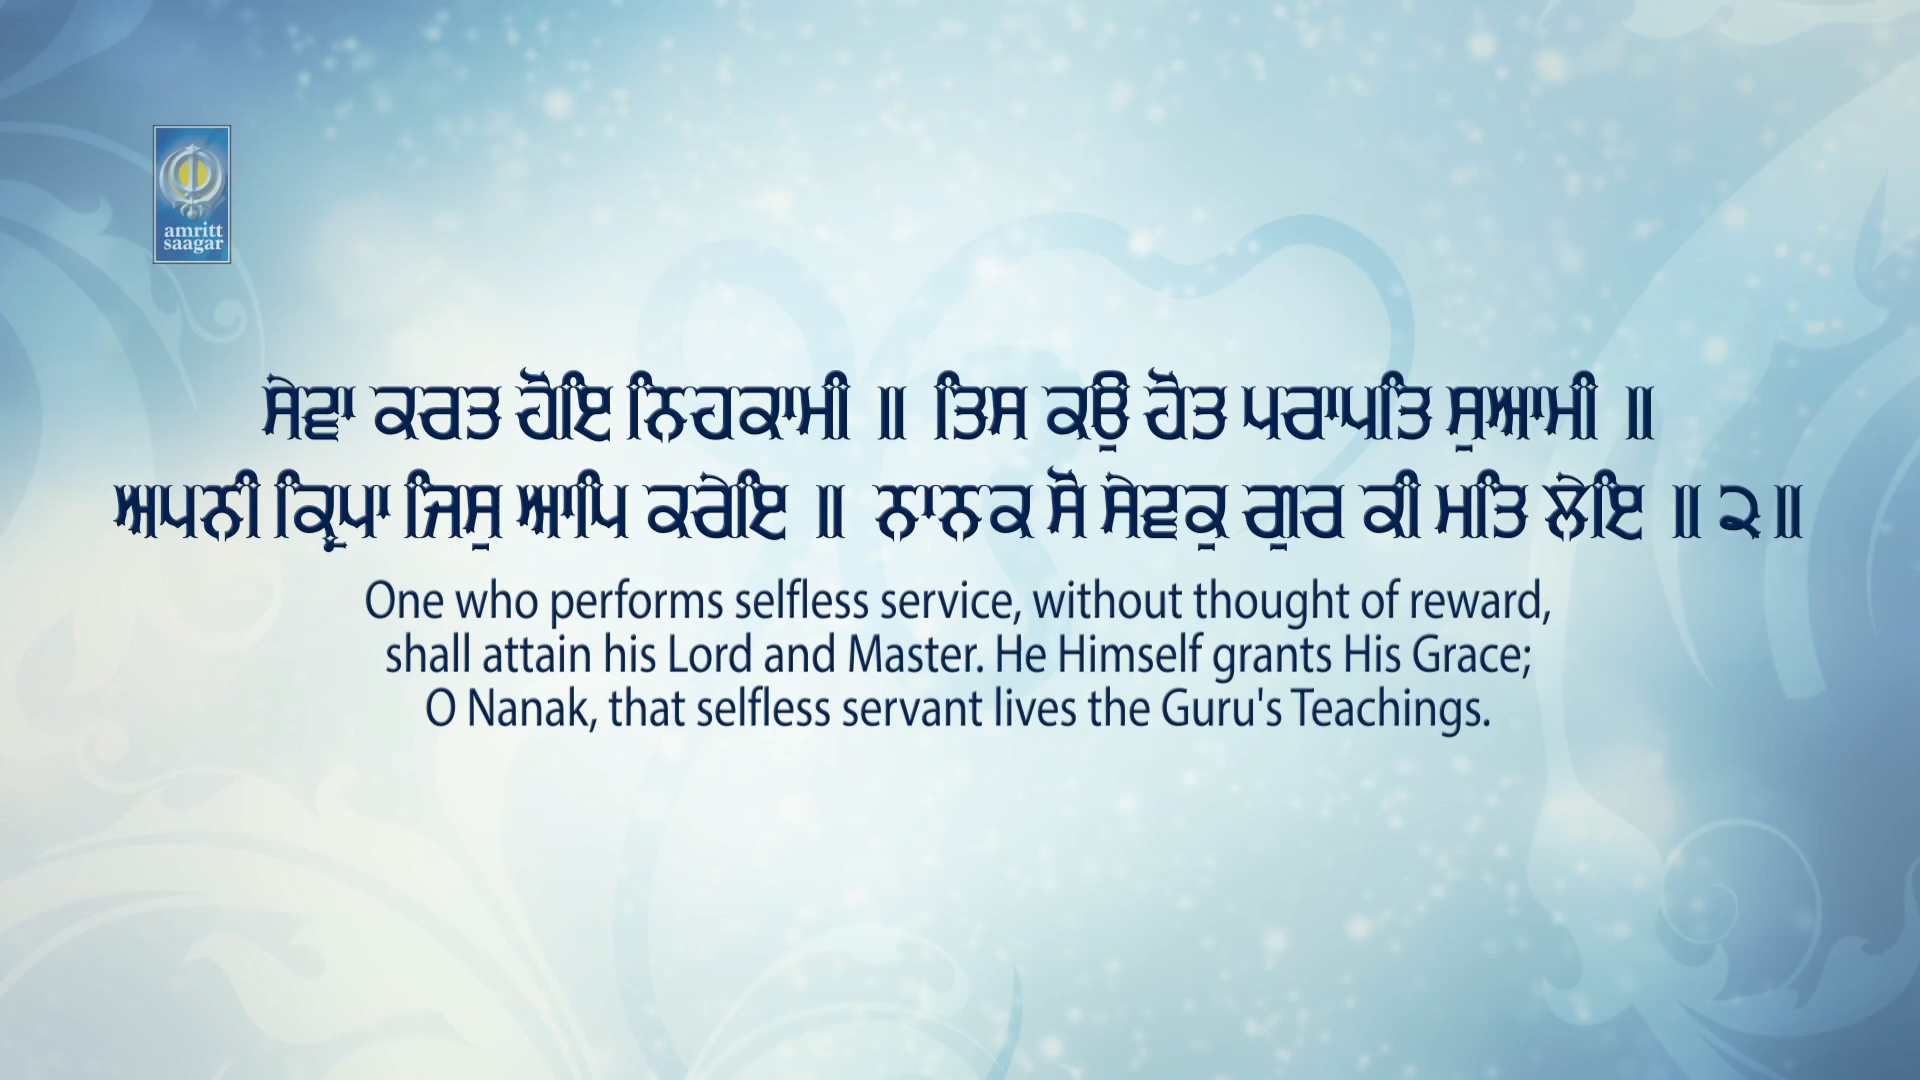 amritt
saagar
ਸੇਵਾ ਕਰਤ ਹੋਇ ਨਿਹਕਾਮੀ ॥ ਤਿਸ ਕਉ ਹੋਤ ਪਰਾਪਤਿ ਸੁਆਮੀ ॥
ਅਪਨੀ ਕ੍ਰਿਪਾ ਜਿਸੁ ਆਪਿ ਕਰੇਇ ॥ ਨਾਨਕ ਸੋ ਸੇਵਕੁ ਗੁਰ ਕੀ ਮਤਿ ਲੇਇ ॥੨॥
One who performs selfless service, without thought of reward,
shall attain his Lord and Master. He Himself grants His Grace;
O Nanak, that selfless servant lives the Guru's Teachings.